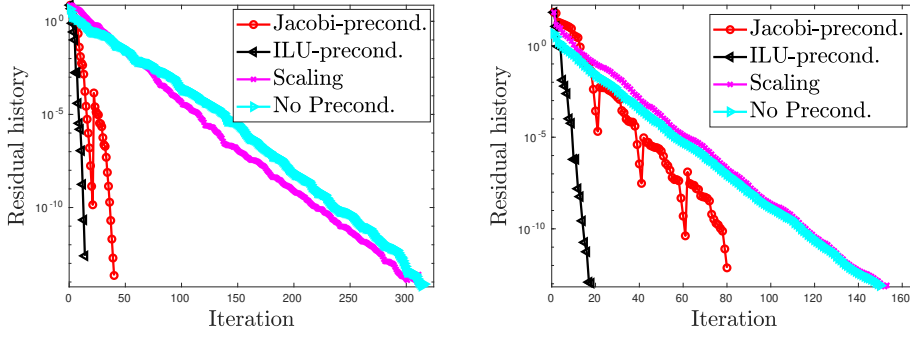 Residual history
10^0
10^-5
10^-10
Jacobi-precond.
ILU-precond.
Scaling
No Precond.
0 50 100 150 200 250 300
Iteration
Residual history
10^0
10^-5
10^-10
Jacobi-precond.
ILU-precond.
Scaling
No Precond.
0 20 40 60 80 100 120 140 160
Iteration